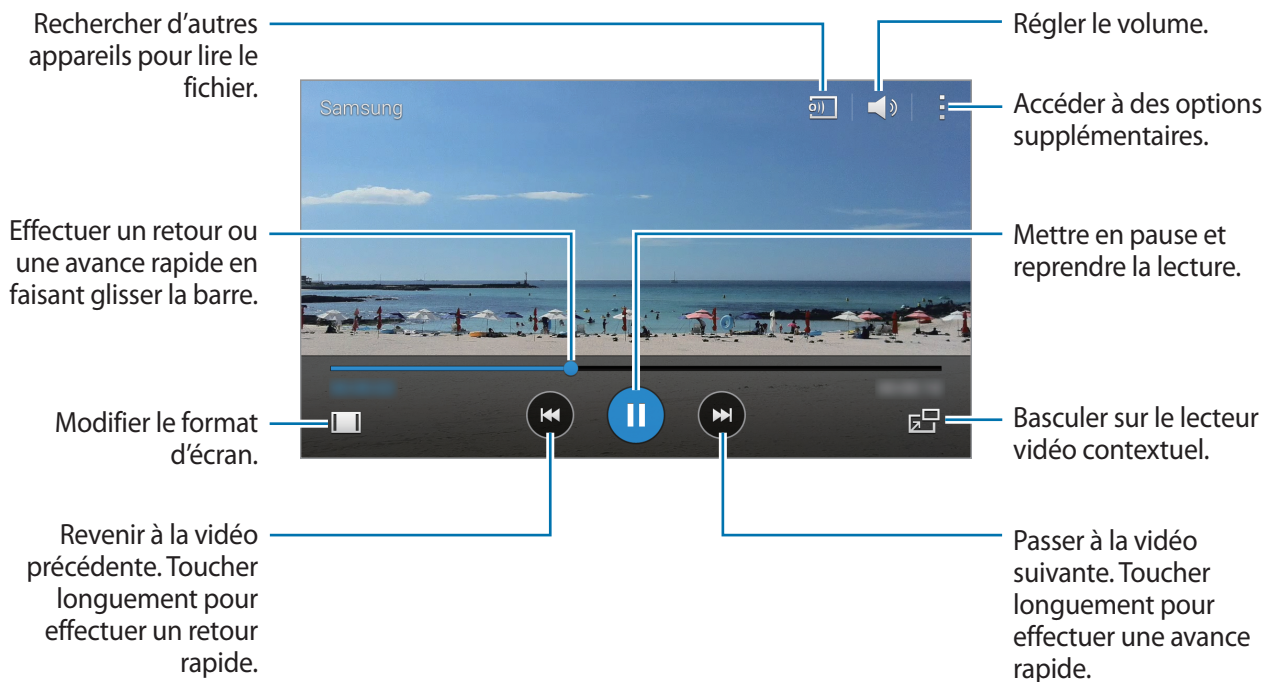 Rechercher d'autres
appareils pour lire le
fichier.
Régler le volume.
Samsung
Accéder à des options
supplémentaires.
Effectuer un retour ou
une avance rapide en
faisant glisser la barre.
Mettre en pause et
reprendre la lecture.
Modifier le format
d'écran.
Basculer sur le lecteur
vidéo contextuel.
Revenir à la vidéo
précédente. Toucher
longuement pour
effectuer un retour
rapide.
Passer à la vidéo
suivante. Toucher
longuement pour
effectuer une avance
rapide.